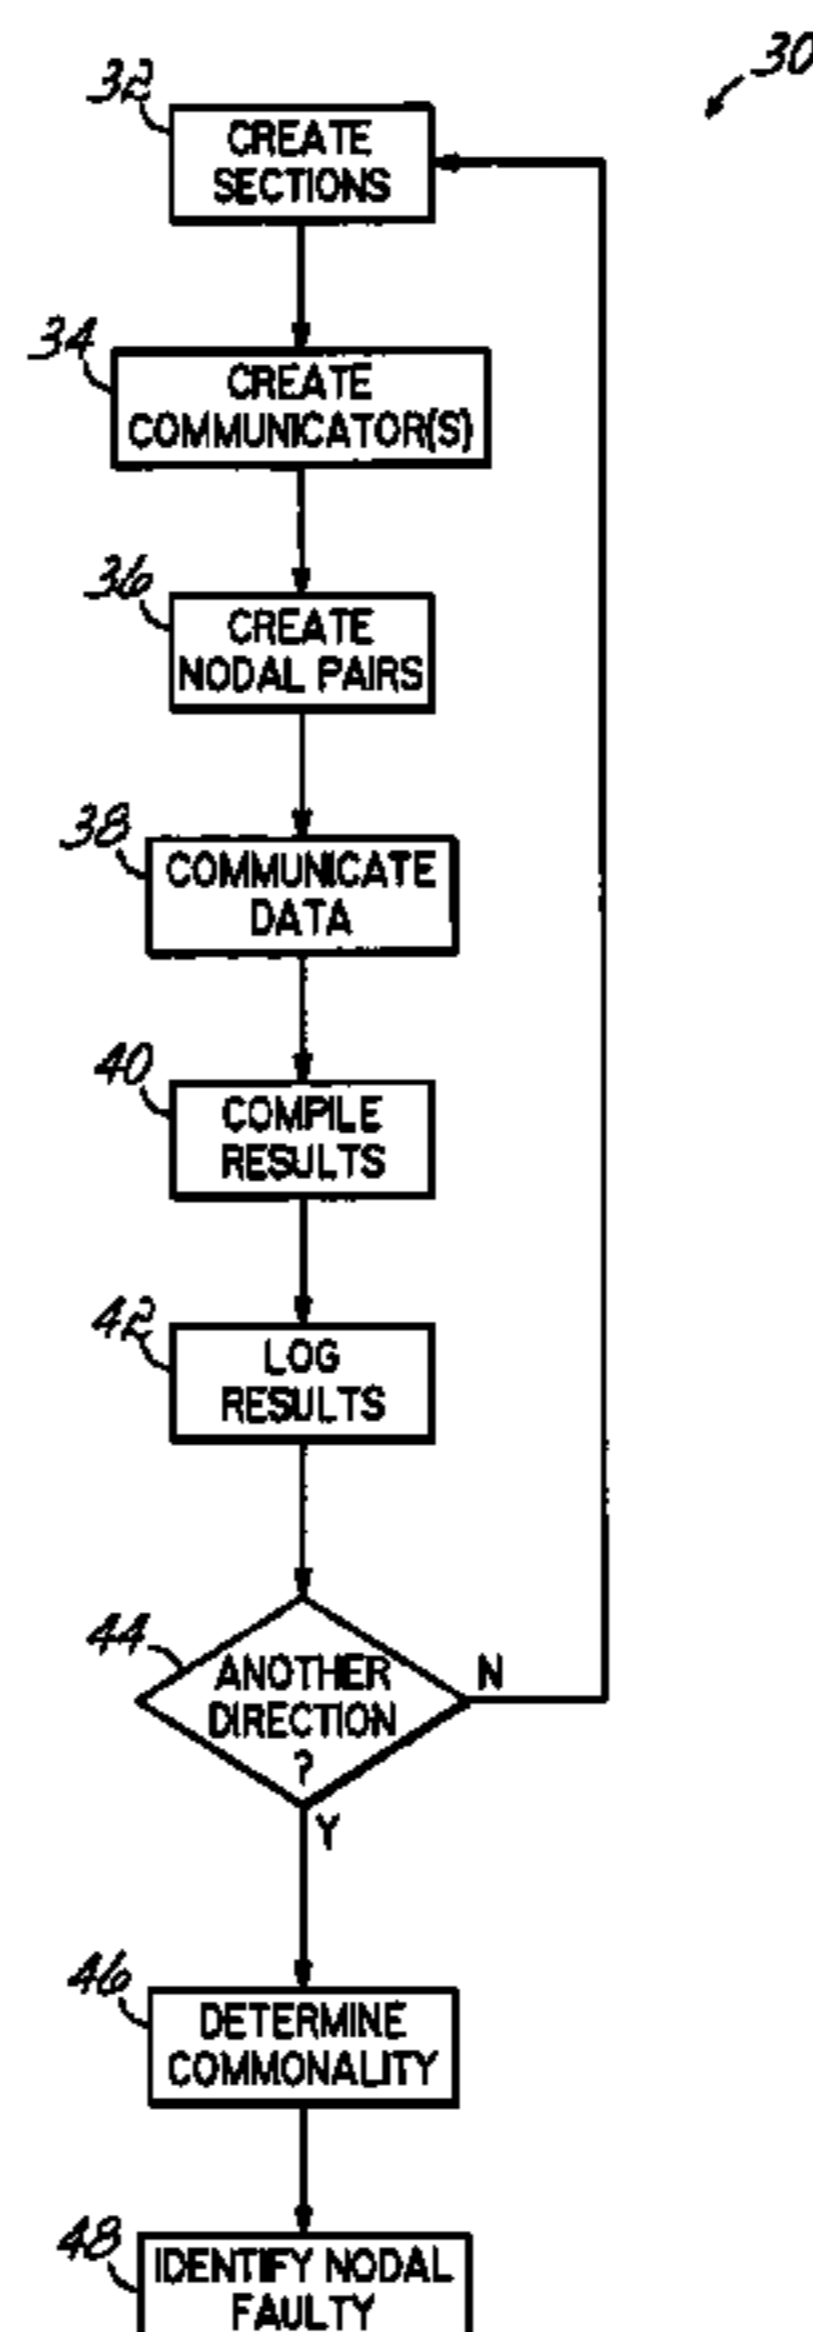 30
32
CREATE
SECTIONS
34
CREATE
COMMUNICATOR(S)
36
CREATE
NODAL PAIRS
38
COMMUNICATE
DATA
40
COMPILE
RESULTS
42
LOG
RESULTS
44
ANOTHER
DIRECTION
?
N
Y
46
DETERMINE
COMMONALITY
48
IDENTIFY NODAL
FAULTY